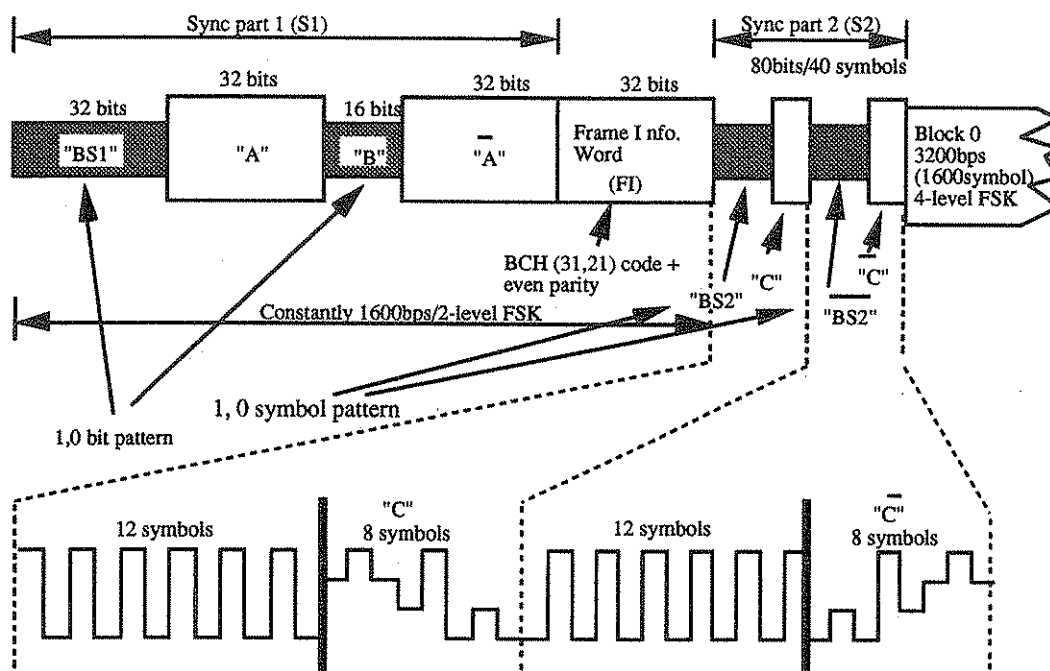 Sync part 1 (S1)
Sync part 2 (S2)
80bits/40 symbols
32 bits
32 bits
32 bits
32 bits
16 bits
"BS1"
"A"
"B"
"A̅"
Frame I nfo.
Word
(FI)
Block 0
3200bps
(1600symbol)
4-level FSK
BCH (31,21) code +
even parity
"BS2"
"C"
"B̅S̅2̅"
"C̅"
Constantly 1600bps/2-level FSK
1, 0 symbol pattern
1,0 bit pattern
12 symbols
"C"
8 symbols
12 symbols
"C̅"
8 symbols